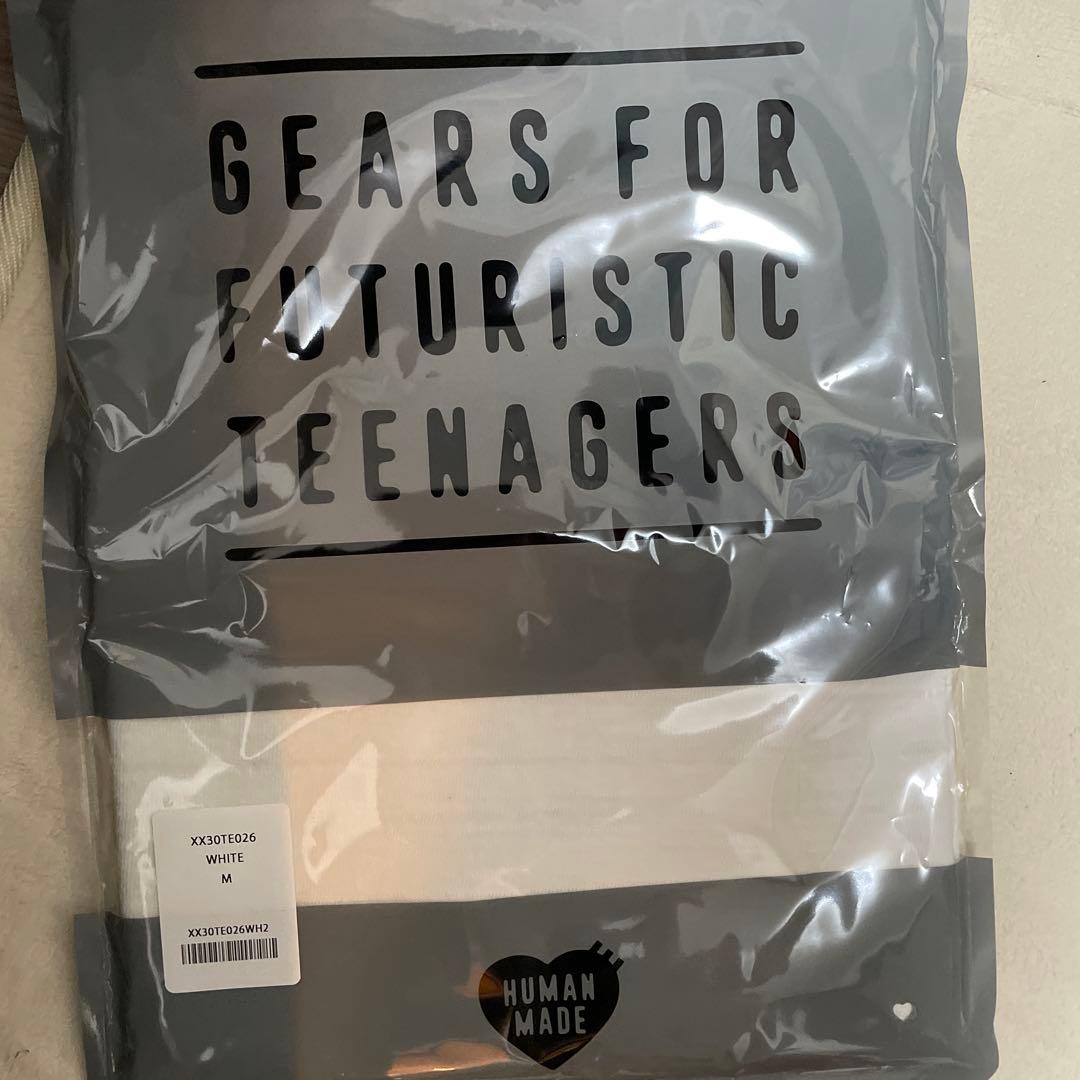 GEARS FOR
FUTURISTIC
TEENAGERS
XX30TE026
WHITE
M
XX30TE026WH2
HUMAN
MADE